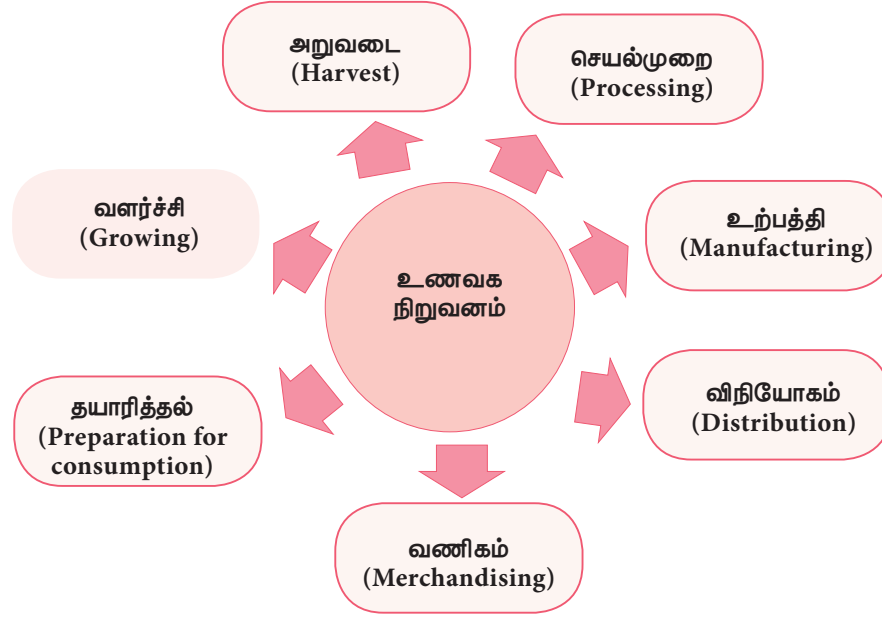 அறுவடை
(Harvest)
செயல்முறை
(Processing)
வளர்ச்சி
(Growing)
உற்பத்தி
(Manufacturing)
உணவக
நிறுவனம்
தயாரித்தல்
(Preparation for
consumption)
விநியோகம்
(Distribution)
வணிகம்
(Merchandising)